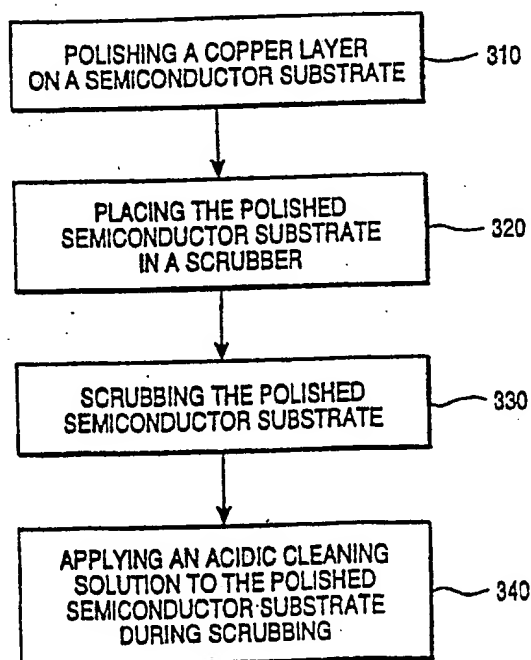 POLISHING A COPPER LAYER
ON A SEMICONDUCTOR SUBSTRATE
310
PLACING THE POLISHED
SEMICONDUCTOR SUBSTRATE
IN A SCRUBBER
320
SCRUBBING THE POLISHED
SEMICONDUCTOR SUBSTRATE
330
APPLYING AN ACIDIC CLEANING
SOLUTION TO THE POLISHED
SEMICONDUCTOR SUBSTRATE
DURING SCRUBBING
340